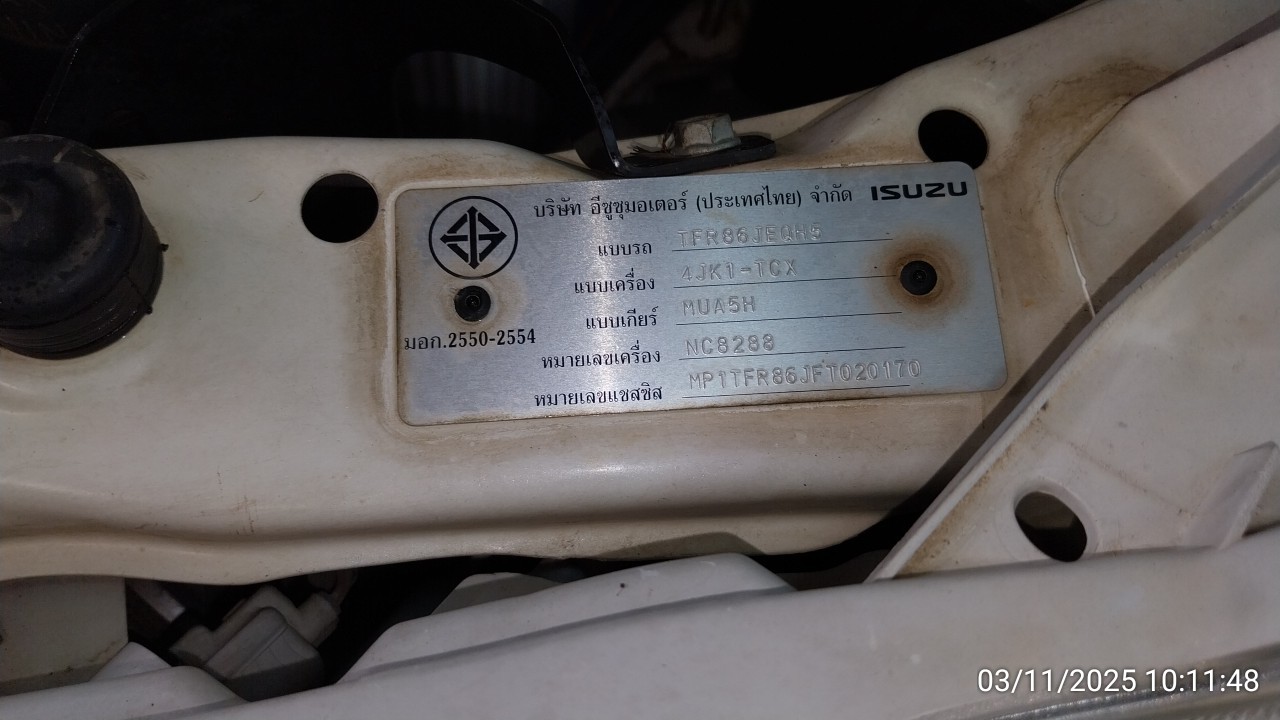 บริษัท อีซูซุมอเตอร์ (ประเทศไทย) จำกัด ISUZU
แบบรถ TFR86JEQH5
แบบเครื่อง 4JK1-TCX
แบบเกียร์ MUA5H
มอก.2550-2554
หมายเลขเครื่อง NC8288
หมายเลขแชสซิส MP1TFR86JFT020170
03/11/2025 10:11:48